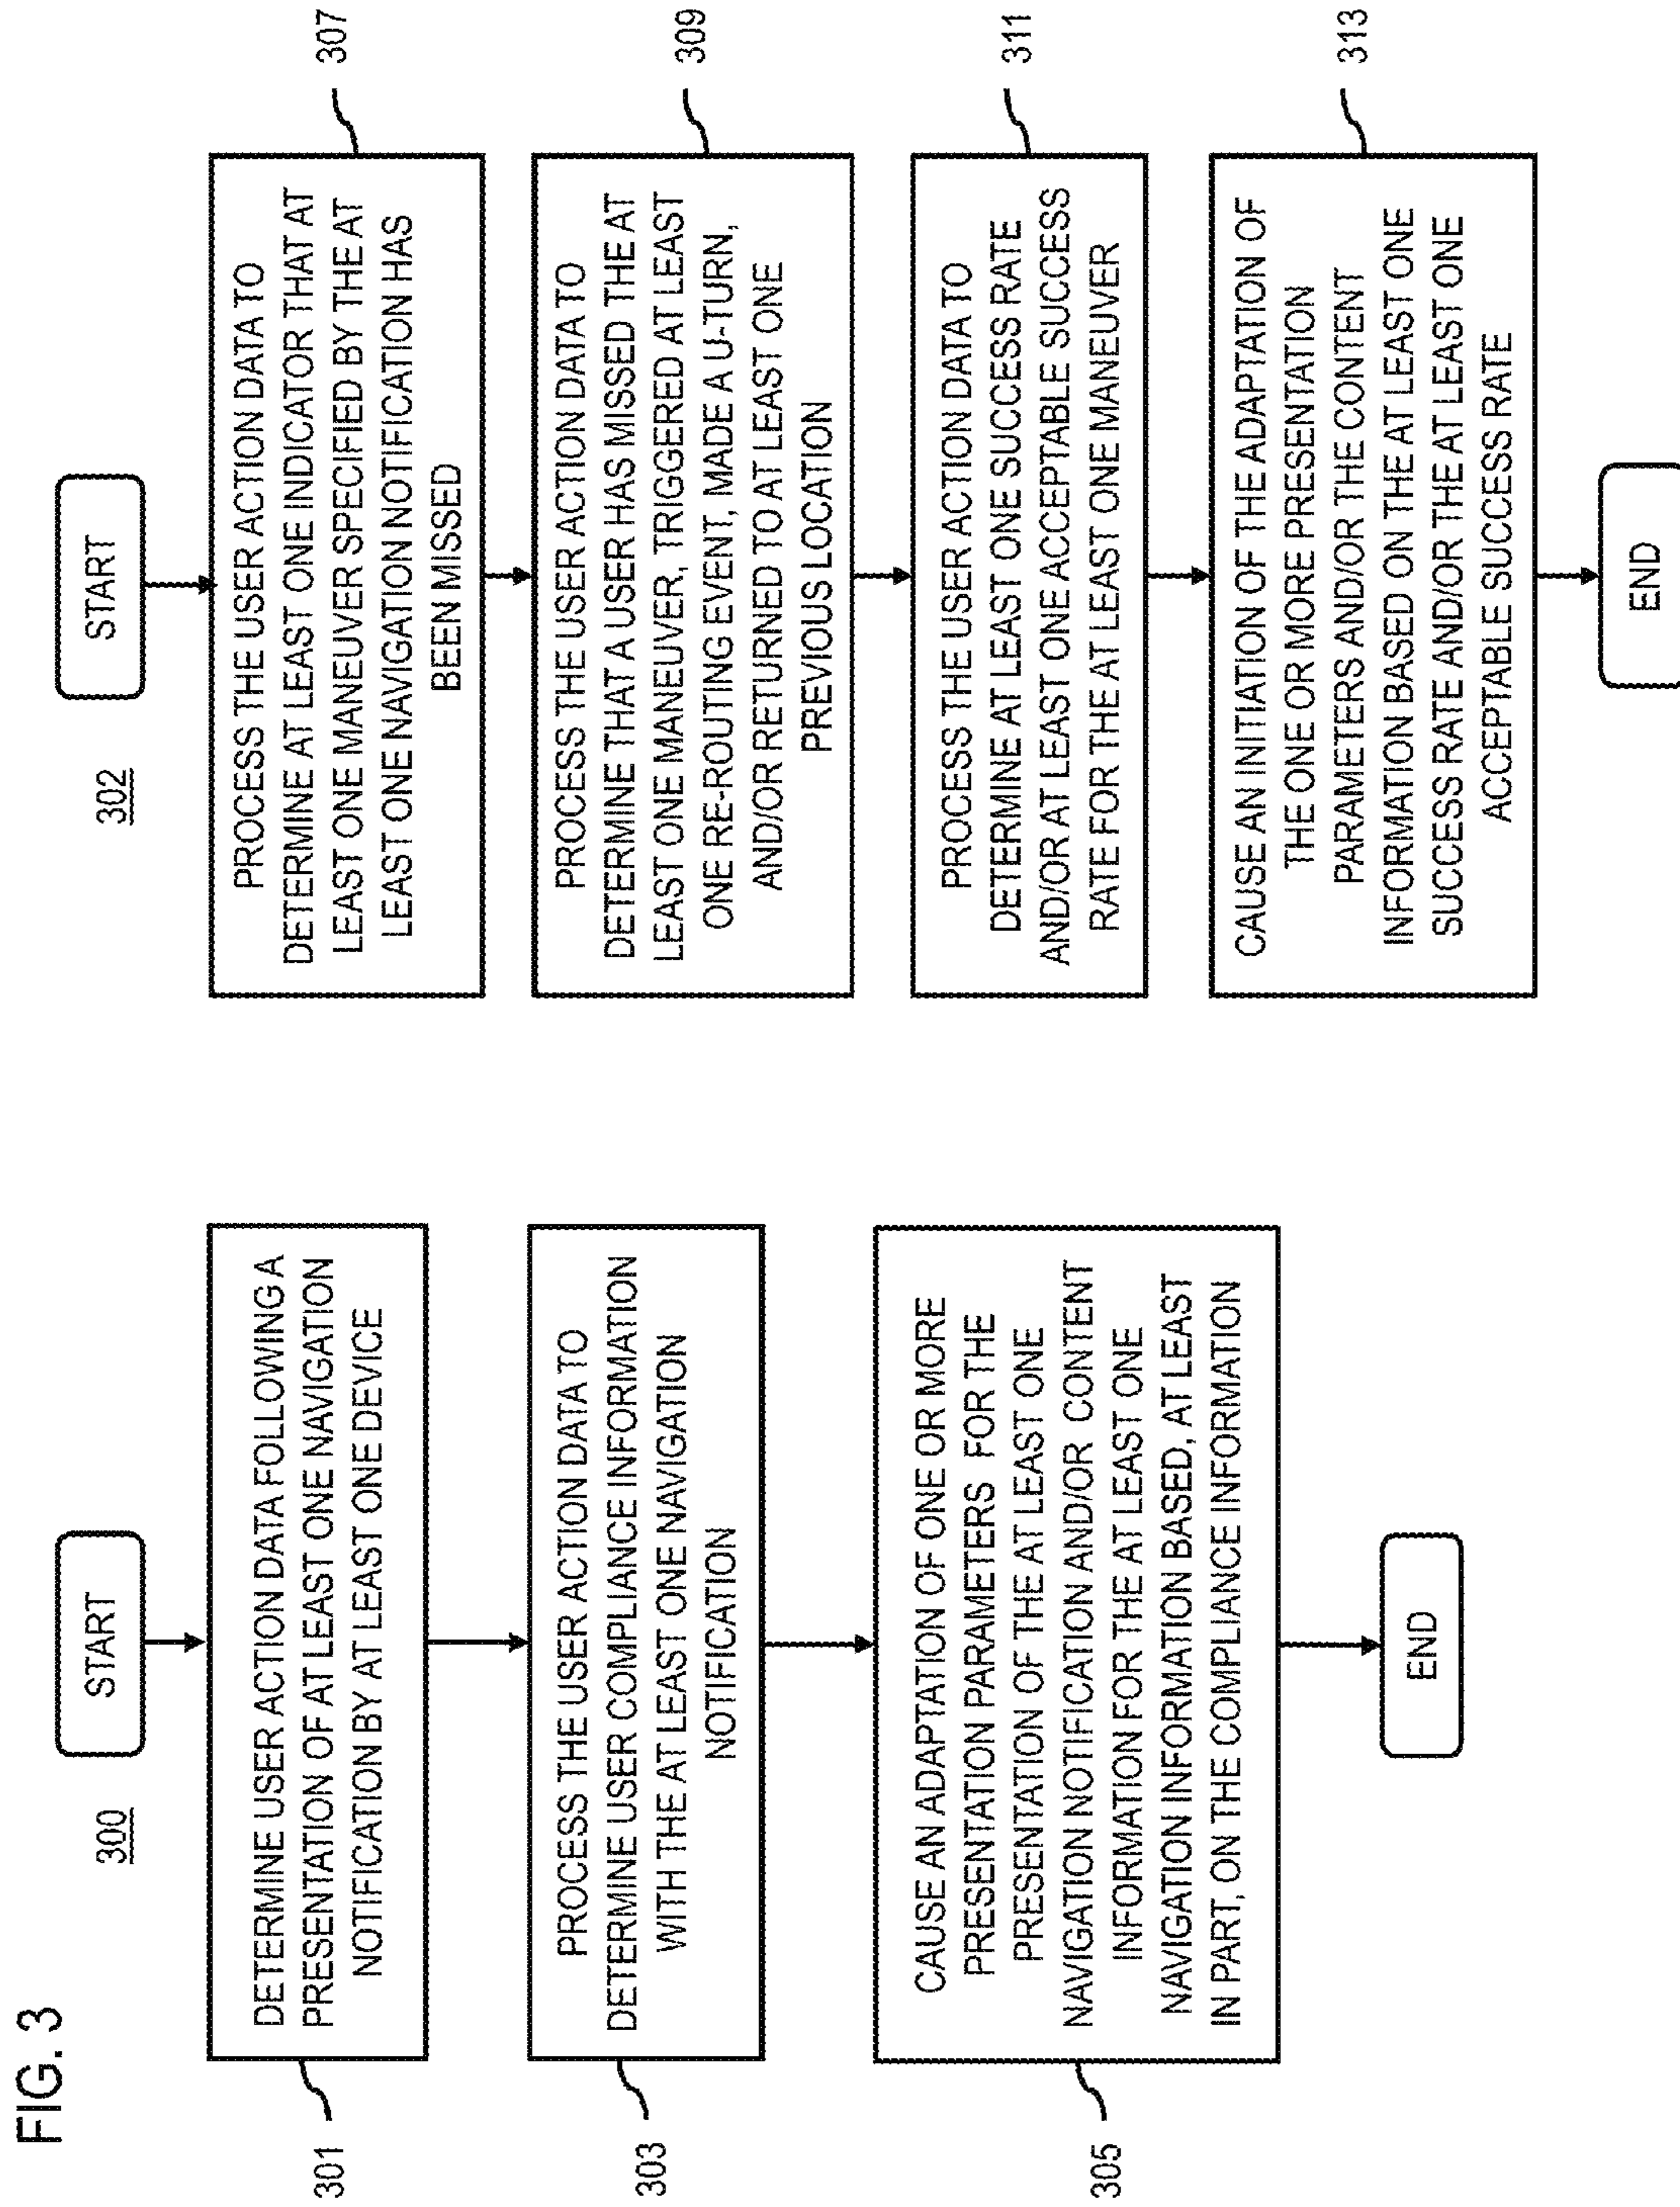 FIG. 3
300
START
DETERMINE USER ACTION DATA FOLLOWING A
PRESENTATION OF AT LEAST ONE NAVIGATION
NOTIFICATION BY AT LEAST ONE DEVICE
301
PROCESS THE USER ACTION DATA TO
DETERMINE USER COMPLIANCE INFORMATION
WITH THE AT LEAST ONE NAVIGATION
NOTIFICATION
303
CAUSE AN ADAPTATION OF ONE OR MORE
PRESENTATION PARAMETERS FOR THE
PRESENTATION OF THE AT LEAST ONE
NAVIGATION NOTIFICATION AND/OR CONTENT
INFORMATION FOR THE AT LEAST ONE
NAVIGATION INFORMATION BASED, AT LEAST
IN PART, ON THE COMPLIANCE INFORMATION
305
END
302
START
PROCESS THE USER ACTION DATA TO
DETERMINE AT LEAST ONE INDICATOR THAT AT
LEAST ONE MANEUVER SPECIFIED BY THE AT
LEAST ONE NAVIGATION NOTIFICATION HAS
BEEN MISSED
307
PROCESS THE USER ACTION DATA TO
DETERMINE THAT A USER HAS MISSED THE AT
LEAST ONE MANEUVER, TRIGGERED AT LEAST
ONE RE-ROUTING EVENT, MADE A U-TURN,
AND/OR RETURNED TO AT LEAST ONE
PREVIOUS LOCATION
309
PROCESS THE USER ACTION DATA TO
DETERMINE AT LEAST ONE SUCCESS RATE
AND/OR AT LEAST ONE ACCEPTABLE SUCCESS
RATE FOR THE AT LEAST ONE MANEUVER
311
CAUSE AN INITIATION OF THE ADAPTATION OF
THE ONE OR MORE PRESENTATION
PARAMETERS AND/OR THE CONTENT
INFORMATION BASED ON THE AT LEAST ONE
SUCCESS RATE AND/OR THE AT LEAST ONE
ACCEPTABLE SUCCESS RATE
313
END